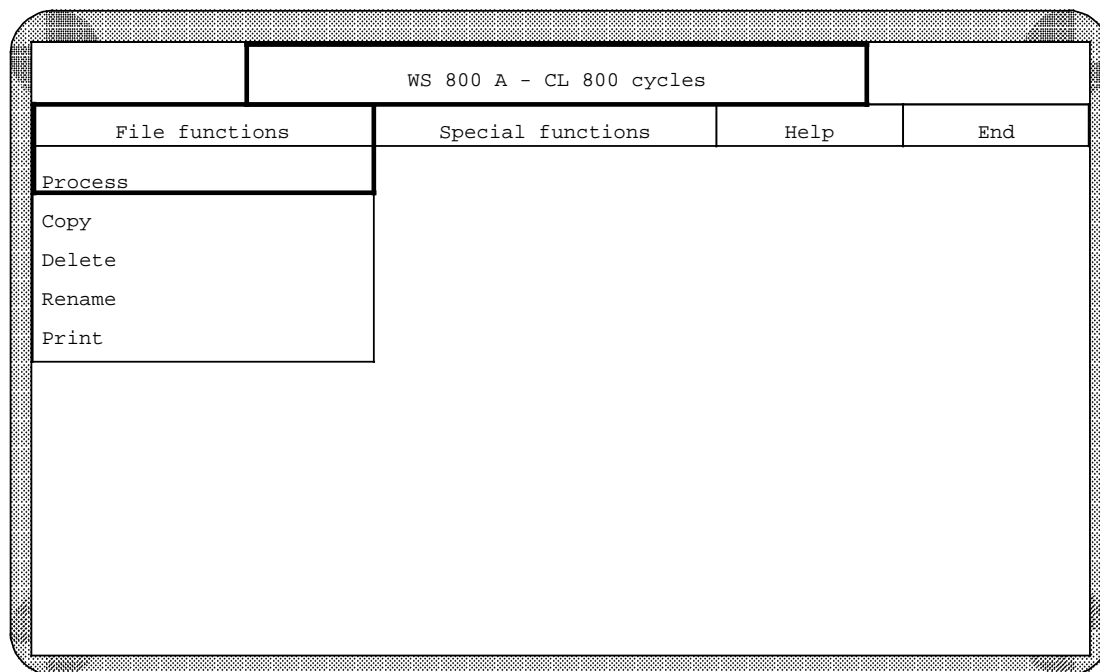 WS 800 A - CL 800 cycles
File functions Special functions Help End
Process
Copy
Delete
Rename
Print